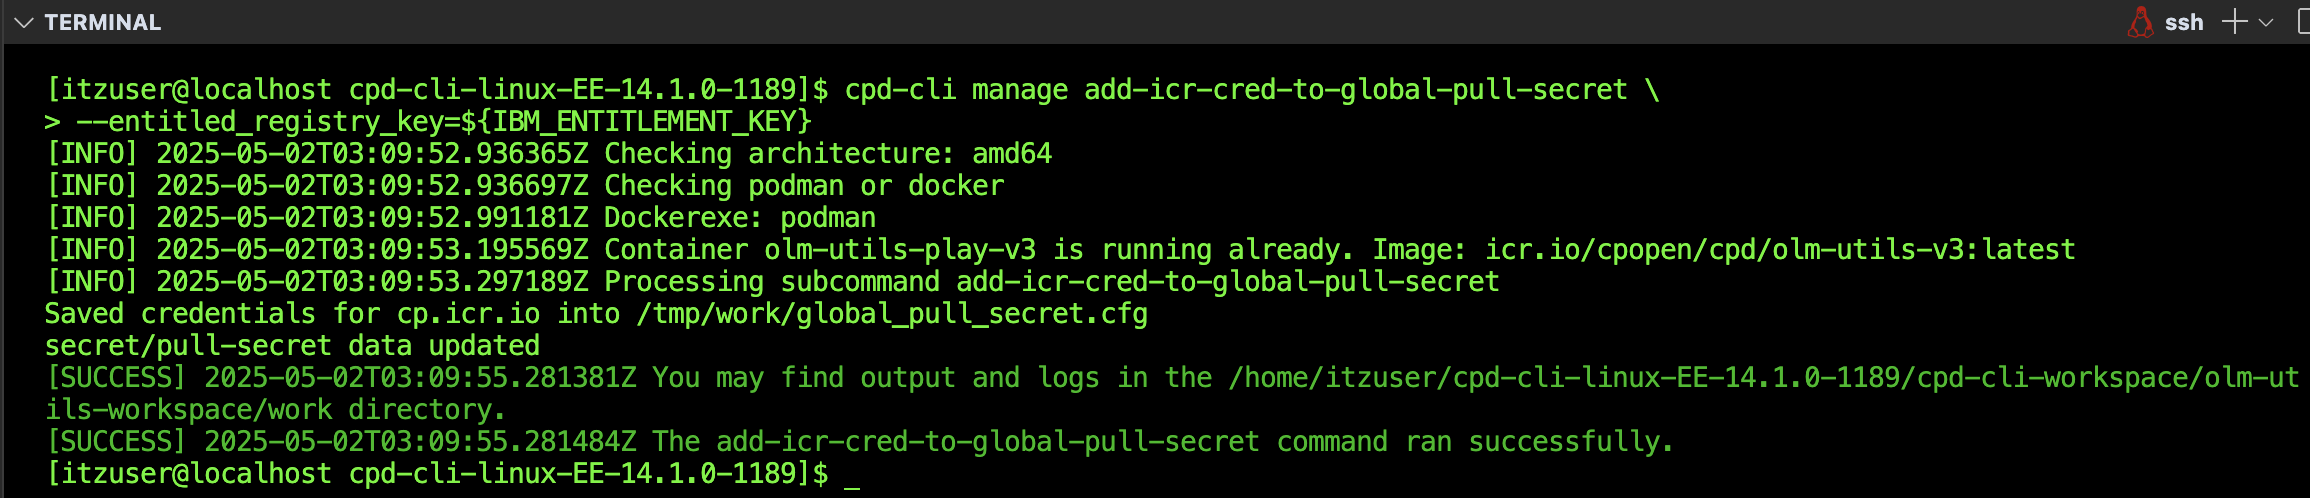 TERMINAL
ssh
[itzuser@localhost cpd-cli-linux-EE-14.1.0-1189]$ cpd-cli manage add-icr-cred-to-global-pull-secret \
> --entitled_registry_key=${IBM_ENTITLEMENT_KEY}
[INFO] 2025-05-02T03:09:52.936365Z Checking architecture: amd64
[INFO] 2025-05-02T03:09:52.936697Z Checking podman or docker
[INFO] 2025-05-02T03:09:52.991181Z Dockerexe: podman
[INFO] 2025-05-02T03:09:53.195569Z Container olm-utils-play-v3 is running already. Image: icr.io/cpopen/cpd/olm-utils-v3:latest
[INFO] 2025-05-02T03:09:53.297189Z Processing subcommand add-icr-cred-to-global-pull-secret
Saved credentials for cp.icr.io into /tmp/work/global_pull_secret.cfg
secret/pull-secret data updated
[SUCCESS] 2025-05-02T03:09:55.281381Z You may find output and logs in the /home/itzuser/cpd-cli-linux-EE-14.1.0-1189/cpd-cli-workspace/olm-ut
ils-workspace/work directory.
[SUCCESS] 2025-05-02T03:09:55.281484Z The add-icr-cred-to-global-pull-secret command ran successfully.
[itzuser@localhost cpd-cli-linux-EE-14.1.0-1189]$ _